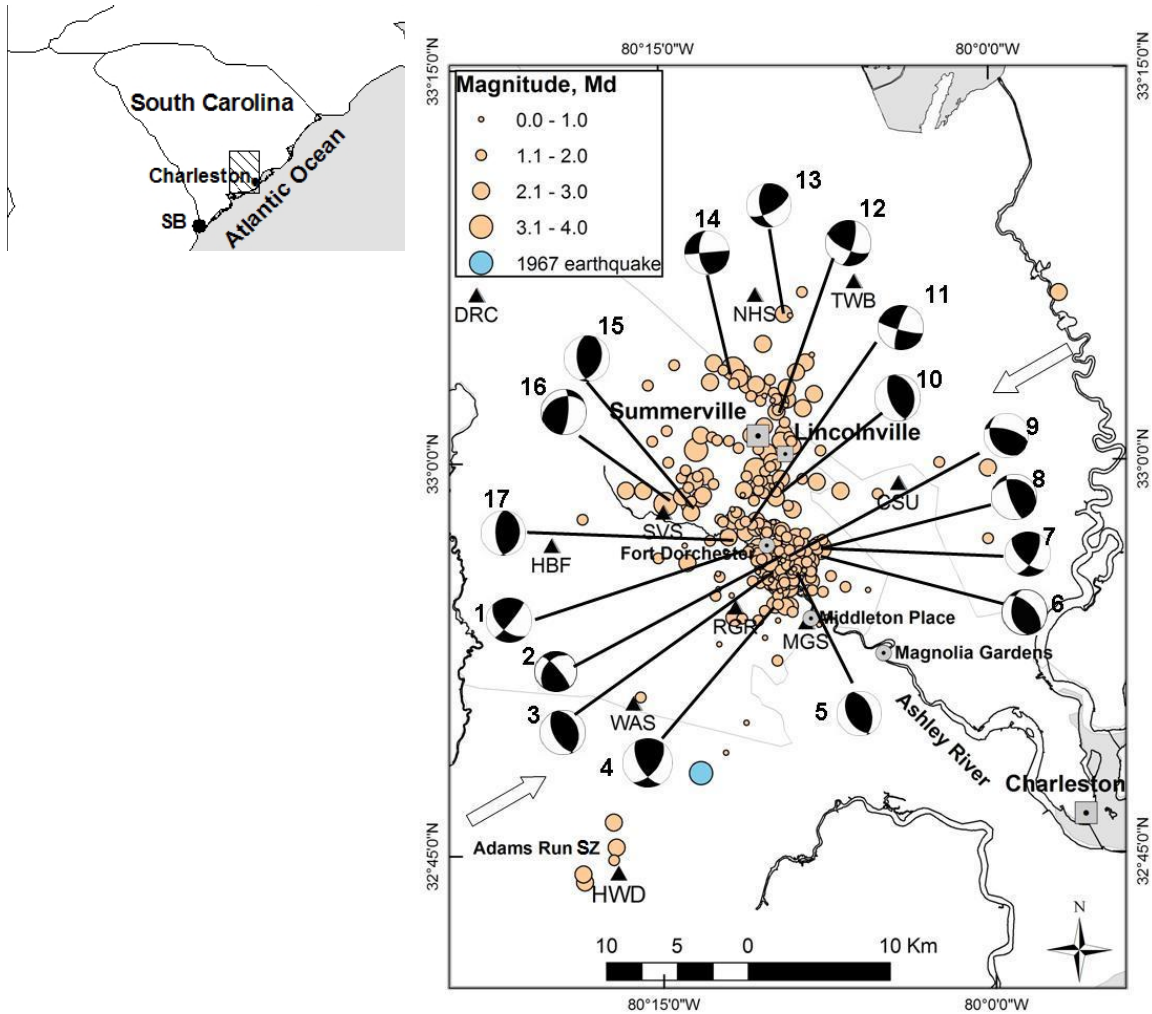 South Carolina
Charleston
SB
Atlantic Ocean
80°15'0"W
80°0'0"W
33°15'0"N
33°15'0"N
Magnitude, Md
0.0 - 1.0
1.1 - 2.0
2.1 - 3.0
3.1 - 4.0
1967 earthquake
13
14
12
DRC
NHS
TWB
11
15
10
16
Summerville
Lincolnville
9
33°0'0"N
33°0'0"N
8
CSU
17
SVS
7
Fort Dorchester
HBF
6
1
RGR
Middleton Place
MGS
2
Magnolia Gardens
3
WAS
5
Ashley River
4
Charleston
Adams Run SZ
32°45'0"N
32°45'0"N
HWD
N
10 5 0 10 Km
80°15'0"W
80°0'0"W